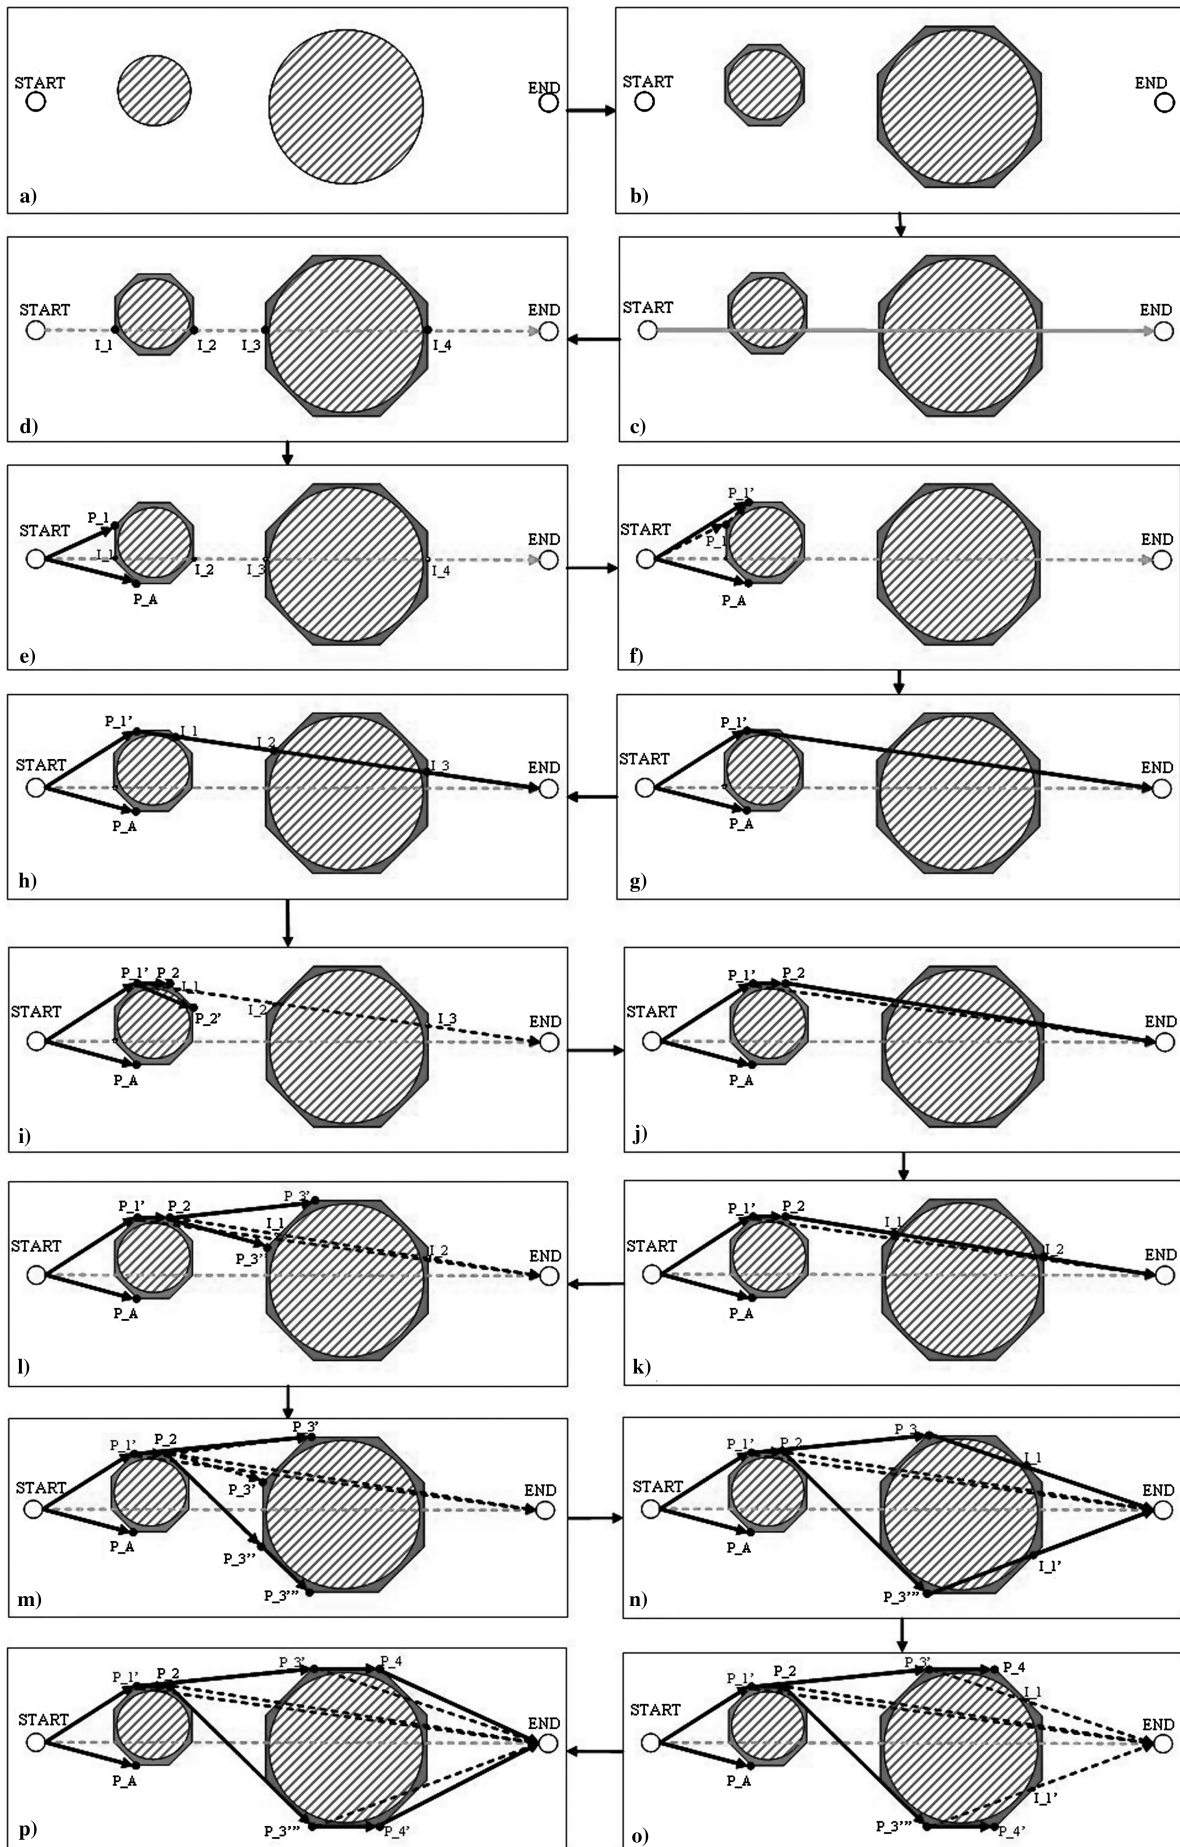 START
END
a)
START
END
b)
START
END
I_1
I_2
I_3
I_4
d)
START
END
c)
P_1
START
END
I_1
I_2
I_3
I_4
P_A
e)
P_1'
START
END
P_1
P_A
f)
P_1'
I_1
I_2
START
I_3
END
P_A
h)
P_1'
START
END
P_A
g)
P_1'
P_2
I_1
START
I_2
P_2'
I_3
END
P_A
i)
P_1'
P_2
START
END
P_A
j)
P_1'
P_2
P_3'
I_1
START
P_3'
I_2
END
P_A
l)
P_1'
P_2
I_1
START
I_2
END
P_A
k)
P_1'
P_2
P_3'
START
P_3'
END
P_A
P_3''
P_3'''
m)
P_1'
P_2
P_3
I_1
START
END
P_A
I_1'
P_3'''
n)
P_1'
P_2
P_3'
P_4
START
END
P_A
P_3'''
P_4'
p)
P_1'
P_2
P_3'
P_4
I_1
START
END
P_A
I_1'
P_3'''
P_4'
o)